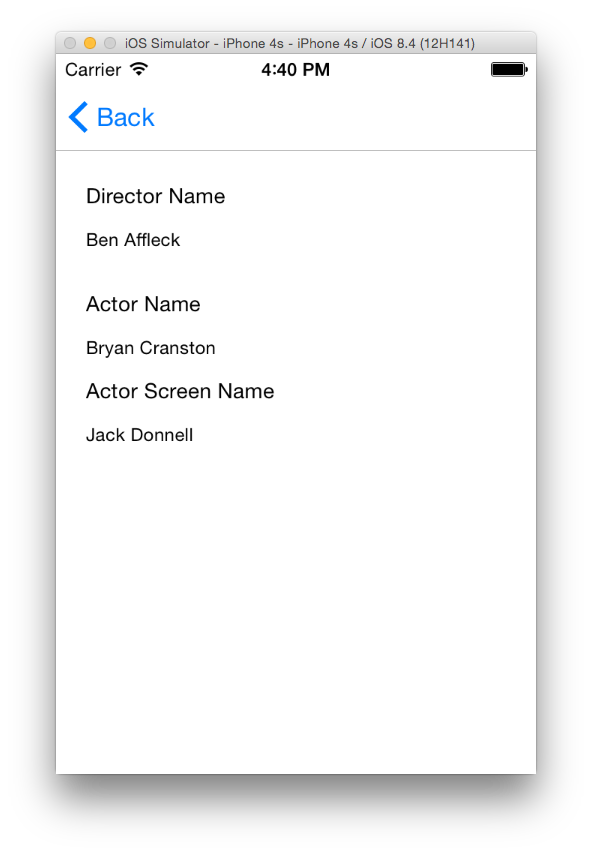 iOS Simulator - iPhone 4s - iPhone 4s / iOS 8.4 (12H141)
Carrier 4:40 PM
Back
Director Name
Ben Affleck
Actor Name
Bryan Cranston
Actor Screen Name
Jack Donnell